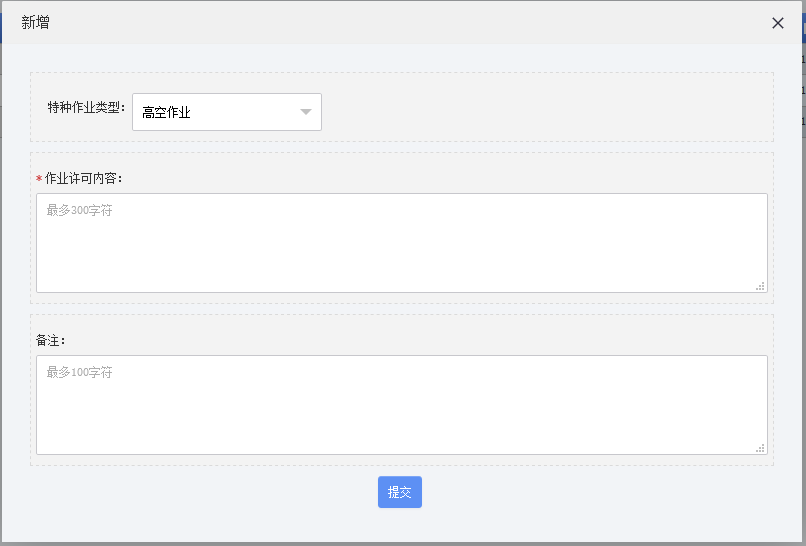 新增
特种作业类型：
高空作业
*作业许可内容：
最多300字符
备注：
最多100字符
提交